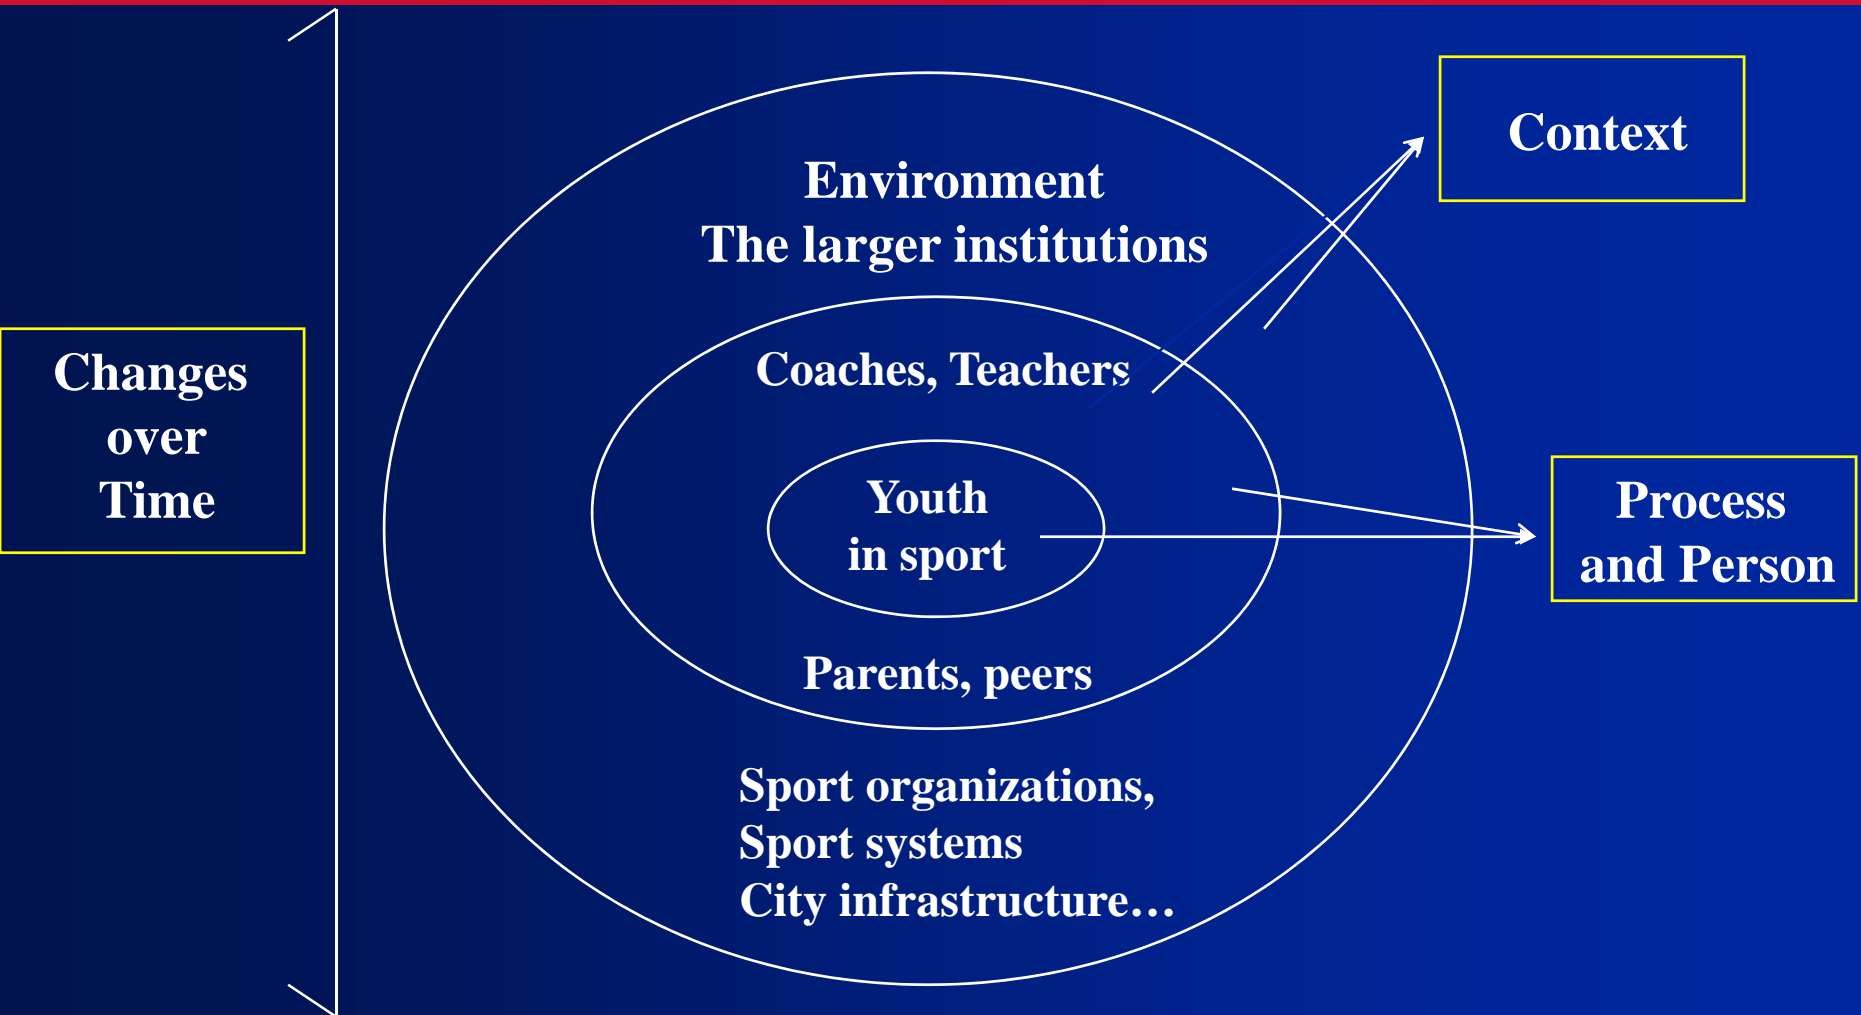 Context
Environment
The larger institutions
Changes
over
Time
Coaches, Teachers
Youth
in sport
Process
and Person
Parents, peers
Sport organizations,
Sport systems
City infrastructure…